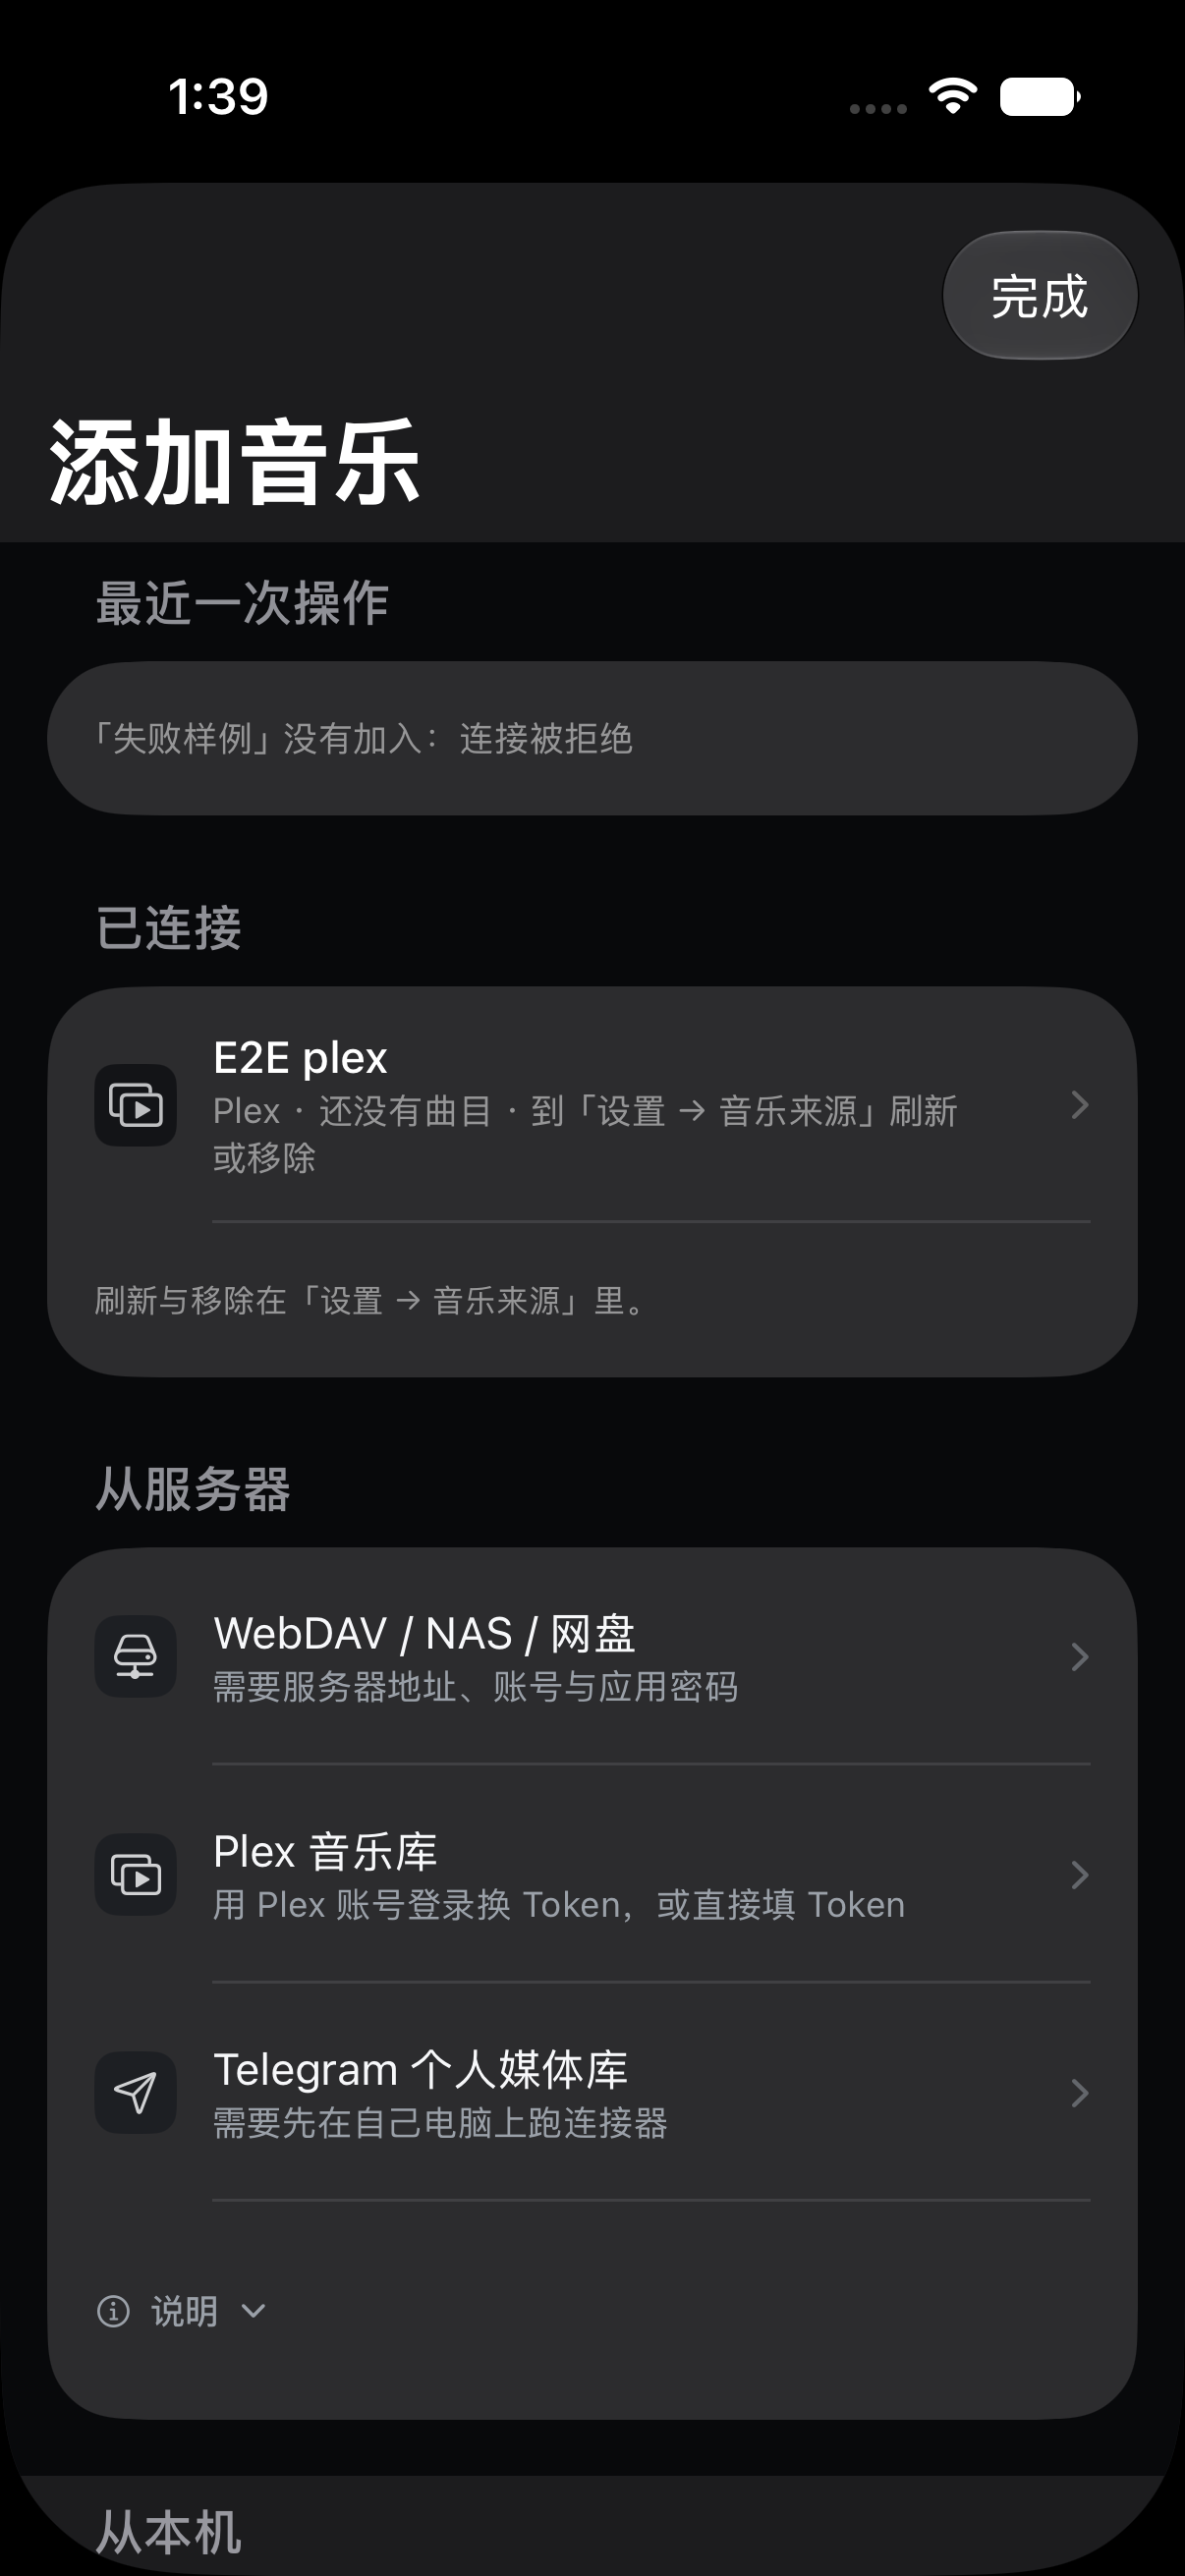 1:39
完成
添加音乐
最近一次操作
「失败样例」没有加入：连接被拒绝
已连接
E2E plex
Plex · 还没有曲目 · 到「设置 → 音乐来源」刷新
或移除
刷新与移除在「设置 → 音乐来源」里。
从服务器
WebDAV / NAS / 网盘
需要服务器地址、账号与应用密码
Plex 音乐库
用 Plex 账号登录换 Token，或直接填 Token
Telegram 个人媒体库
需要先在自己电脑上跑连接器
说明
从本机